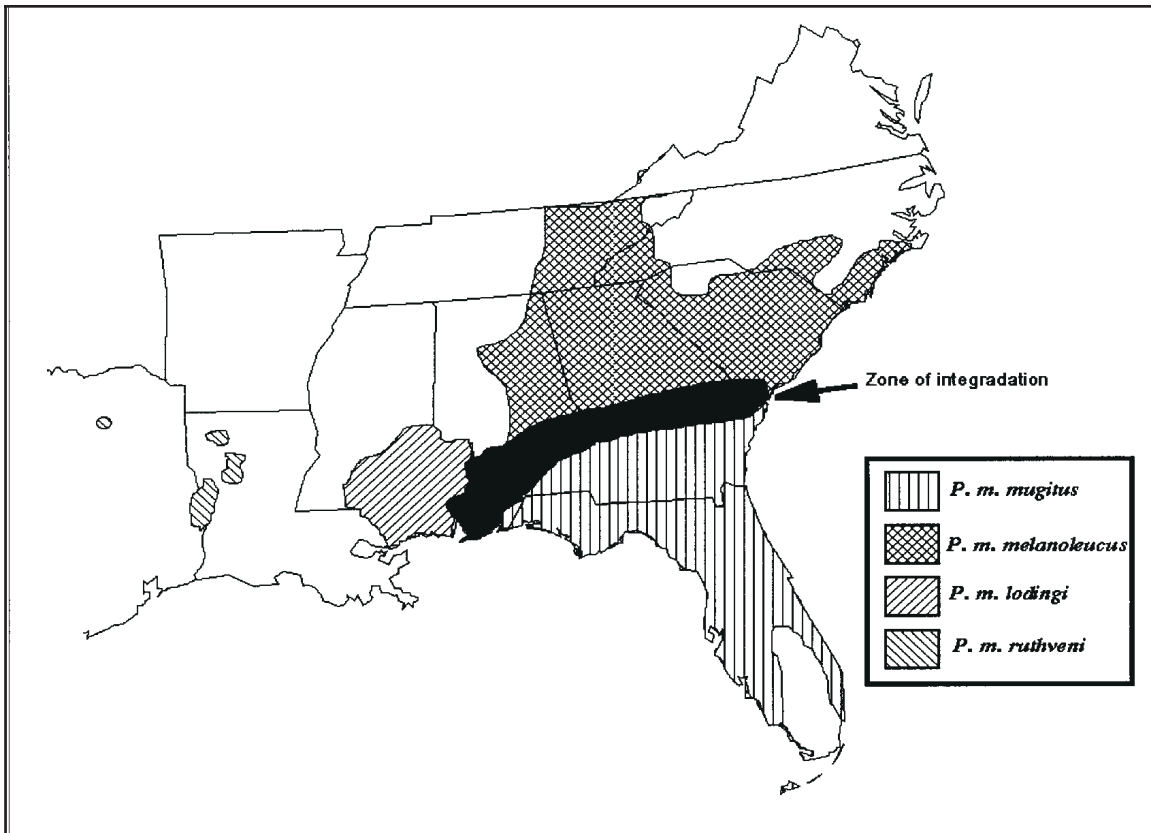 Zone of integradation
P. m. mugitus
P. m. melanoleucus
P. m. lodingi
P. m. ruthveni